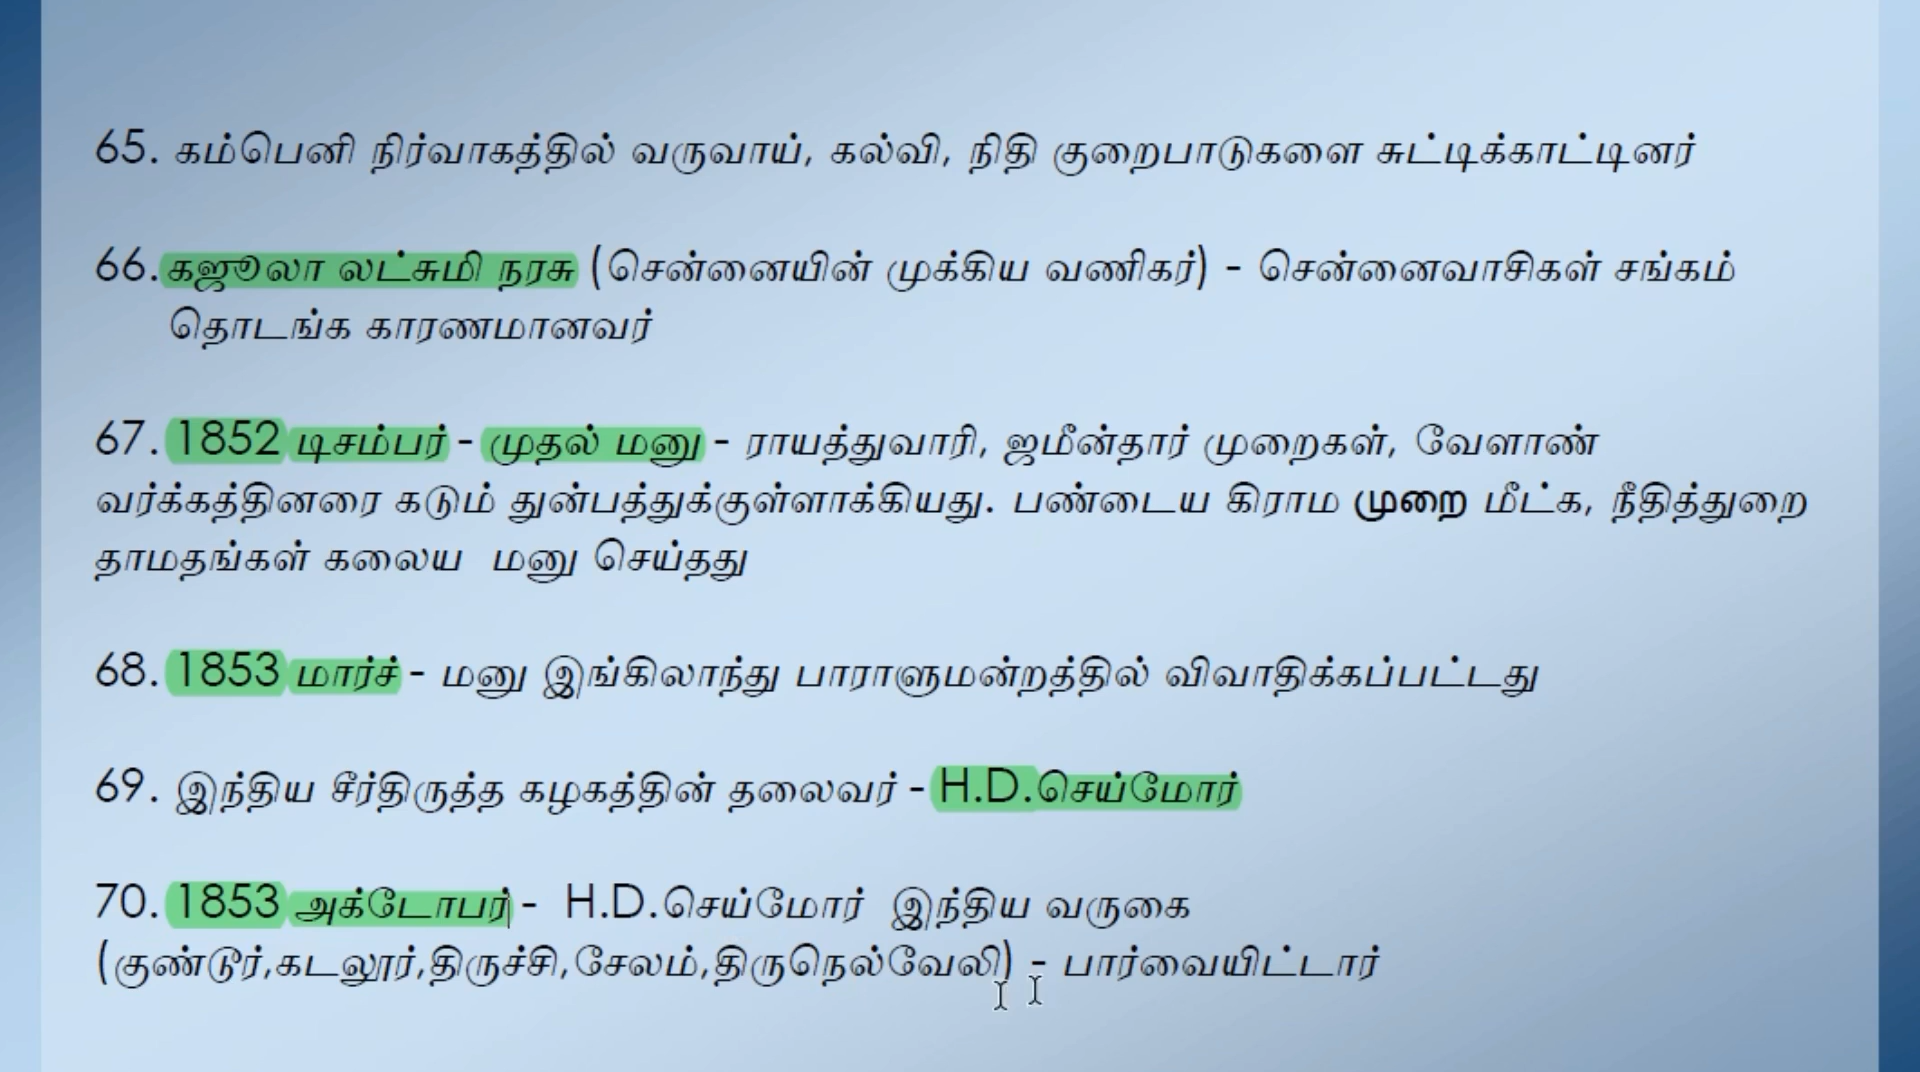 65. கம்பெனி நிர்வாகத்தில் வருவாய், கல்வி, நிதி குறைபாடுகளை சுட்டிக்காட்டினர்
66. கஜூலா லட்சுமி நரசு (சென்னையின் முக்கிய வணிகர்) - சென்னைவாசிகள் சங்கம்
தொடங்க காரணமானவர்
67. 1852 டிசம்பர் - முதல் மனு - ராயத்துவாரி, ஜமீன்தார் முறைகள், வேளாண்
வர்க்கத்தினரை கடும் துன்பத்துக்குள்ளாக்கியது. பண்டைய கிராம முறை மீட்க, நீதித்துறை
தாமதங்கள் கலைய மனு செய்தது
68. 1853 மார்ச் - மனு இங்கிலாந்து பாராளுமன்றத்தில் விவாதிக்கப்பட்டது
69. இந்திய சீர்திருத்த கழகத்தின் தலைவர் - H.D.செய்மோர்
70. 1853 அக்டோபர் - H.D.செய்மோர் இந்திய வருகை
(குண்டூர்,கடலூர்,திருச்சி,சேலம்,திருநெல்வேலி) - பார்வையிட்டார்